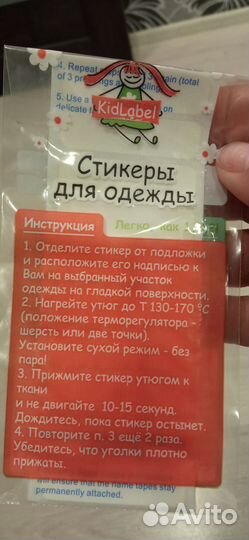 4. Repeat
(total
of 3
5. Use a
on
delicate
KidLabel
Стикеры
для одежды
Инструкция
Легко, как
1. Отделите стикер от подложки
и расположите его надписью к
Вам на выбранный участок
одежды на гладкой поверхности.
2. Нагрейте утюг до Т 130-170 °С
(положение терморегулятора -
шерсть или две точки).
Установите сухой режим - без
пара!
3. Прижмите стикер утюгом к
ткани
и не двигайте 10-15 секунд.
Дождитесь, пока стикер остынет.
4. Повторите п. 3 ещё 2 раза.
Убедитесь, что уголки плотно
прижаты.
will ensure that the name tapes stay
permanently attached.
Avito